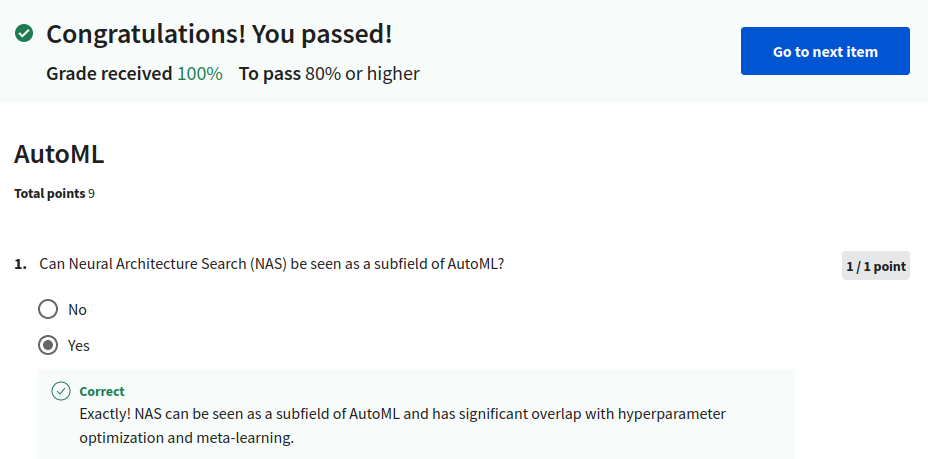 Congratulations! You passed!
Grade received 100% To pass 80% or higher
Go to next item
AutoML
Total points 9
1. Can Neural Architecture Search (NAS) be seen as a subfield of AutoML?
1 / 1 point
No
Yes
Correct
Exactly! NAS can be seen as a subfield of AutoML and has significant overlap with hyperparameter
optimization and meta-learning.